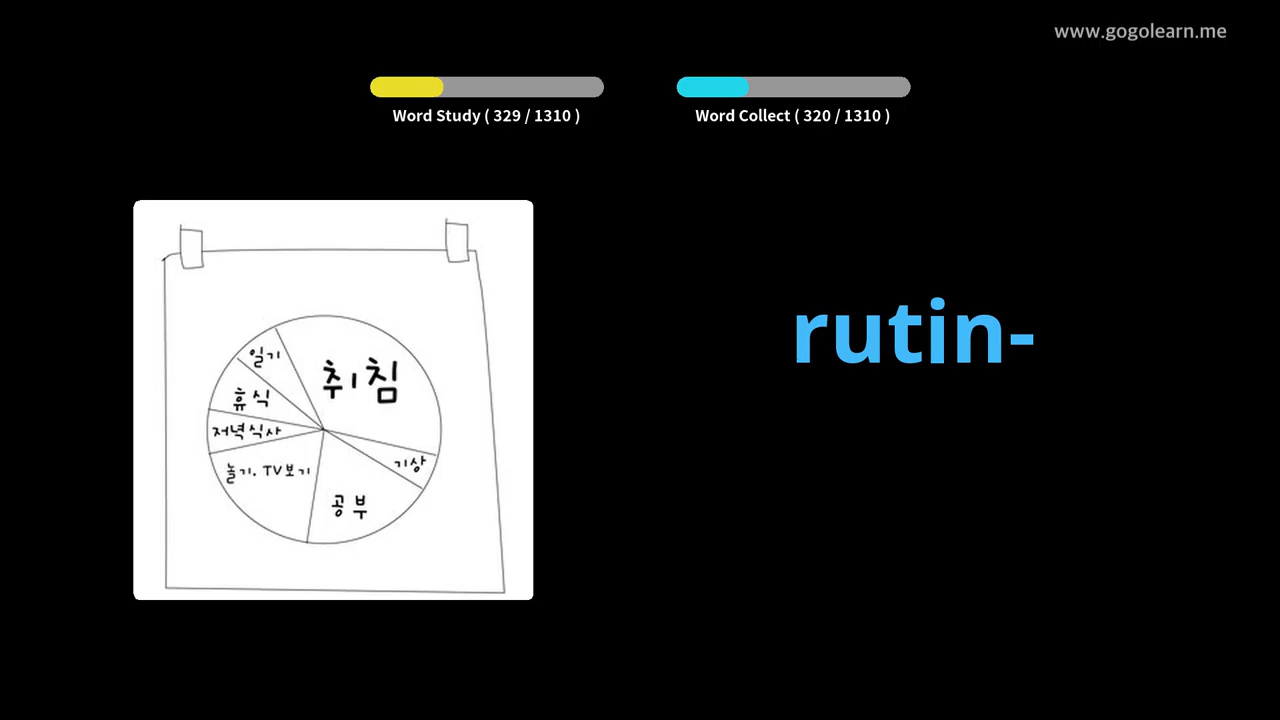 www.gogolearn.me
Word Study ( 329 / 1310 )
Word Collect ( 320 / 1310 )
rutin-
일기
취침
휴식
저녁식사
기상
놀기. TV보기
공부